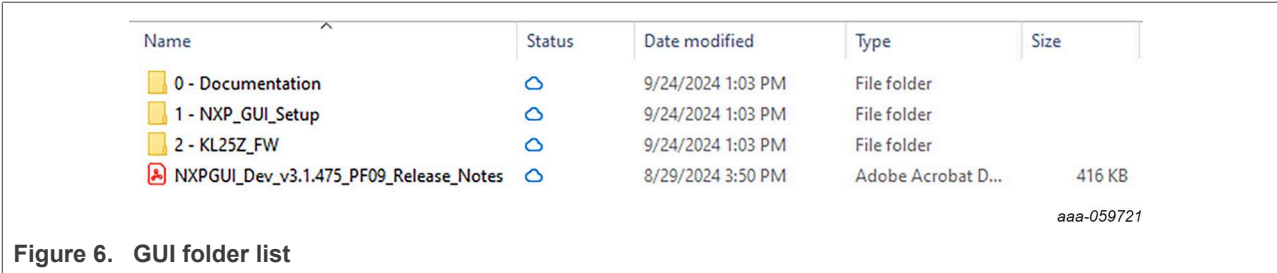 Name Status Date modified Type Size
0 - Documentation 9/24/2024 1:03 PM File folder
1 - NXP_GUI_Setup 9/24/2024 1:03 PM File folder
2 - KL25Z_FW 9/24/2024 1:03 PM File folder
NXPGUI_Dev_v3.1.475_PF09_Release_Notes 8/29/2024 3:50 PM Adobe Acrobat D... 416 KB
aaa-059721
Figure 6. GUI folder list